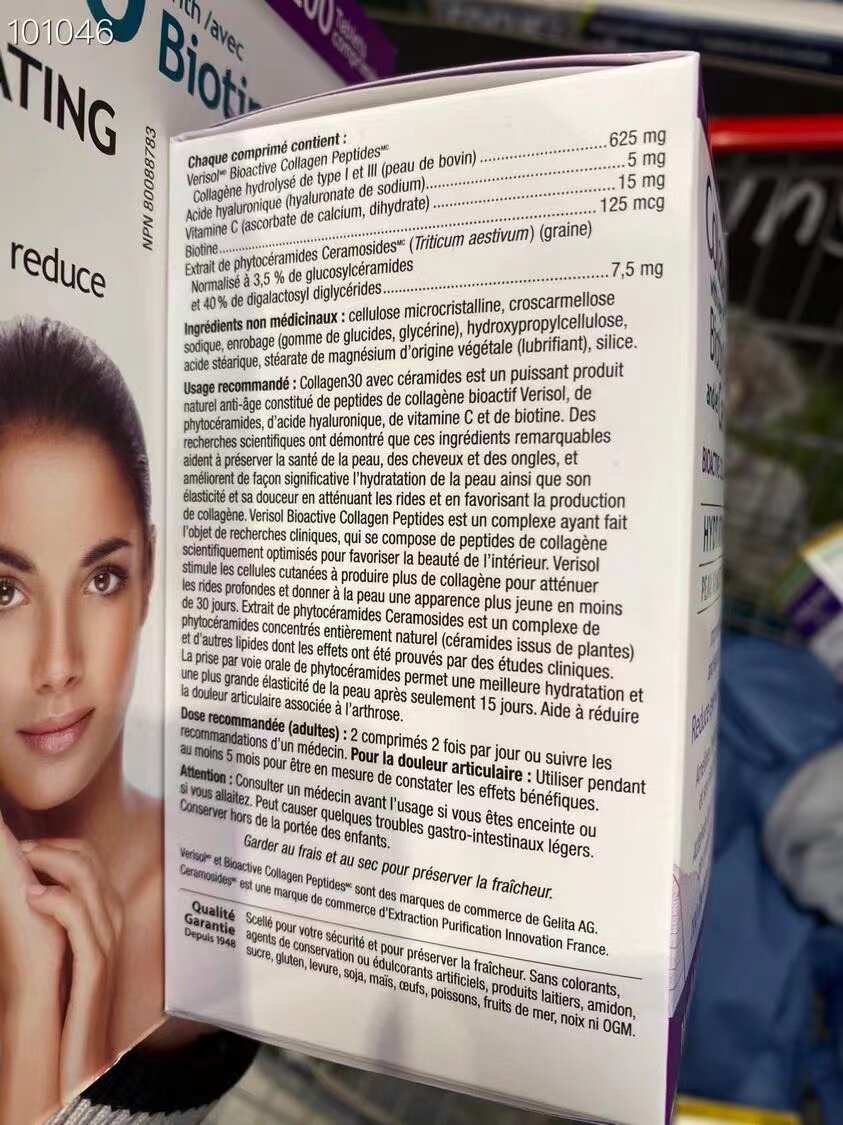 101046
with /avec
Biotin
ATING
reduce
NPN 80088783
Chaque comprimé contient :
Verisolᴹᶜ Bioactive Collagen Peptidesᴹᶜ
Collagène hydrolysé de type I et III (peau de bovin) 625 mg
Acide hyaluronique (hyaluronate de sodium) 5 mg
Vitamine C (ascorbate de calcium, dihydrate) 15 mg
Biotine 125 mcg
Extrait de phytocéramides Ceramosidesᴹᶜ (Triticum aestivum) (graine)
Normalisé à 3,5 % de glucosylcéramides
et 40 % de digalactosyl diglycérides 7,5 mg
Ingrédients non médicinaux : cellulose microcristalline, croscarmellose
sodique, enrobage (gomme de glucides, glycérine), hydroxypropylcellulose,
acide stéarique, stéarate de magnésium d'origine végétale (lubrifiant), silice.
Usage recommandé : Collagen30 avec céramides est un puissant produit
naturel anti-âge constitué de peptides de collagène bioactif Verisol, de
phytocéramides, d'acide hyaluronique, de vitamine C et de biotine. Des
recherches scientifiques ont démontré que ces ingrédients remarquables
aident à préserver la santé de la peau, des cheveux et des ongles, et
améliorent de façon significative l'hydratation de la peau ainsi que son
élasticité et sa douceur en atténuant les rides et en favorisant la production
de collagène. Verisol Bioactive Collagen Peptides est un complexe ayant fait
l'objet de recherches cliniques, qui se compose de peptides de collagène
scientifiquement optimisés pour favoriser la beauté de l'intérieur. Verisol
stimule les cellules cutanées à produire plus de collagène pour atténuer
les rides profondes et donner à la peau une apparence plus jeune en moins
de 30 jours. Extrait de phytocéramides Ceramosides est un complexe de
phytocéramides concentrés entièrement naturel (céramides issus de plantes)
et d'autres lipides dont les effets ont été prouvés par des études cliniques.
La prise par voie orale de phytocéramides permet une meilleure hydratation et
une plus grande élasticité de la peau après seulement 15 jours. Aide à réduire
la douleur articulaire associée à l'arthrose.
Dose recommandée (adultes) : 2 comprimés 2 fois par jour ou suivre les
recommandations d'un médecin. Pour la douleur articulaire : Utiliser pendant
au moins 5 mois pour être en mesure de constater les effets bénéfiques.
Attention : Consulter un médecin avant l'usage si vous êtes enceinte ou
si vous allaitez. Peut causer quelques troubles gastro-intestinaux légers.
Conserver hors de la portée des enfants.
Garder au frais et au sec pour préserver la fraîcheur.
Verisolᴹᶜ et Bioactive Collagen Peptidesᴹᶜ sont des marques de commerce de Gelita AG.
Ceramosidesᴹᶜ est une marque de commerce d'Extraction Purification Innovation France.
Qualité
Garantie
Depuis 1948
Scellé pour votre sécurité et pour préserver la fraîcheur. Sans colorants,
agents de conservation ou édulcorants artificiels, produits laitiers, amidon,
sucre, gluten, levure, soja, maïs, œufs, poissons, fruits de mer, noix ni OGM.